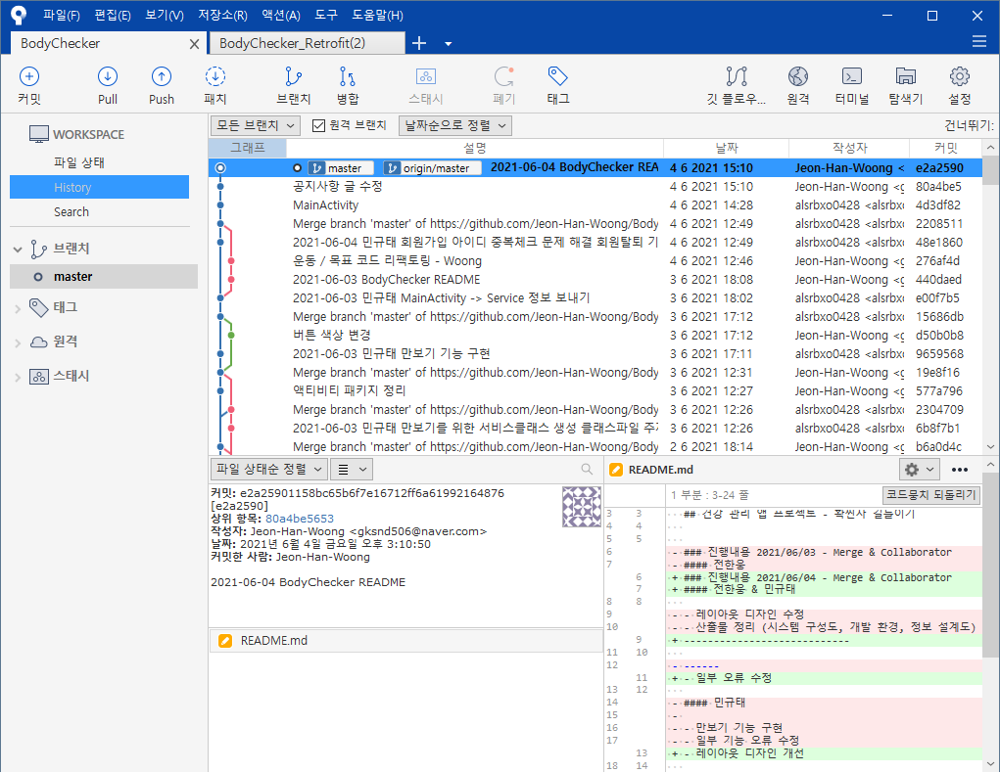 파일(F) 편집(E) 보기(V) 저장소(R) 액션(A) 도구 도움말(H)
BodyChecker
BodyChecker_Retrofit(2)
커밋 Pull Push 패치 브랜치 병합 스태시 폐기 태그 깃 플로우... 원격 터미널 탐색기 설정
WORKSPACE
파일 상태
History
Search
브랜치
master
태그
원격
스태시
모든 브랜치 원격 브랜치 날짜순으로 정렬 건너뛰기:
그래프 설명 날짜 작성자 커밋
master origin/master 2021-06-04 BodyChecker REA 4 6 2021 15:10 Jeon-Han-Woong < e2a2590
공지사항 글 수정 4 6 2021 15:10 Jeon-Han-Woong <g 80a4be5
MainActivity 4 6 2021 14:28 alsrbxo0428 <alsrbxo 4d3df82
Merge branch 'master' of https://github.com/Jeon-Han-Woong/Body 4 6 2021 12:49 alsrbxo0428 <alsrbxo 2208511
2021-06-04 민규태 회원가입 아이디 중복체크 문제 해결 회원탈퇴 기 4 6 2021 12:49 alsrbxo0428 <alsrbxo 48e1860
운동 / 목표 코드 리팩토링 - Woong 4 6 2021 12:46 Jeon-Han-Woong <g 276af4d
2021-06-03 BodyChecker README 3 6 2021 18:08 Jeon-Han-Woong <g 440daed
2021-06-03 민규태 MainActivity -> Service 정보 보내기 3 6 2021 18:02 alsrbxo0428 <alsrbxo e00f7b5
Merge branch 'master' of https://github.com/Jeon-Han-Woong/Body 3 6 2021 17:12 alsrbxo0428 <alsrbxo 15686db
버튼 색상 변경 3 6 2021 17:12 Jeon-Han-Woong <g d50b0b8
2021-06-03 민규태 만보기 기능 구현 3 6 2021 17:11 alsrbxo0428 <alsrbxo 9659568
Merge branch 'master' of https://github.com/Jeon-Han-Woong/Body 3 6 2021 12:31 Jeon-Han-Woong <g 19e8f16
액티비티 패키지 정리 3 6 2021 12:27 Jeon-Han-Woong <g 577a796
Merge branch 'master' of https://github.com/Jeon-Han-Woong/Body 3 6 2021 12:26 alsrbxo0428 <alsrbxo 2304709
2021-06-03 민규태 만보기를 위한 서비스클래스 생성 클래스파일 주 3 6 2021 12:26 alsrbxo0428 <alsrbxo 6b8f7b1
Merge branch 'master' of https://github.com/Jeon-Han-Woong/Body 2 6 2021 18:14 alsrbxo0428 <alsrbxo b6a0d4c
파일 상태순 정렬
커밋: e2a25901158bc65b6f7e16712ff6a61992164876
[e2a2590]
상위 항목: 80a4be5653
작성자: Jeon-Han-Woong <gksnd506@naver.com>
날짜: 2021년 6월 4일 금요일 오후 3:10:50
커밋한 사람: Jeon-Han-Woong
2021-06-04 BodyChecker README
README.md
README.md
1 부분 : 3-24 줄 코드뭉치 되돌리기
3 3 ## 건강 관리 앱 프로젝트 - 확찐자 길들이기
4 4
5 5
6 - ### 진행내용 2021/06/03 - Merge & Collaborator
7 - #### 전한웅
6 + ### 진행내용 2021/06/04 - Merge & Collaborator
7 + #### 전한웅 & 민규태
8 8
9 - - 레이아웃 디자인 수정
10 - - 산출물 정리 (시스템 구성도, 개발 환경, 정보 설계도)
9 + ----------------------------
11 10
12 - ------
11 + - 일부 오류 수정
13 12
14 - #### 민규태
15 -
16 - - 만보기 기능 구현
17 - - 일부 기능 오류 수정
13 + - 레이아웃 디자인 개선
18 14